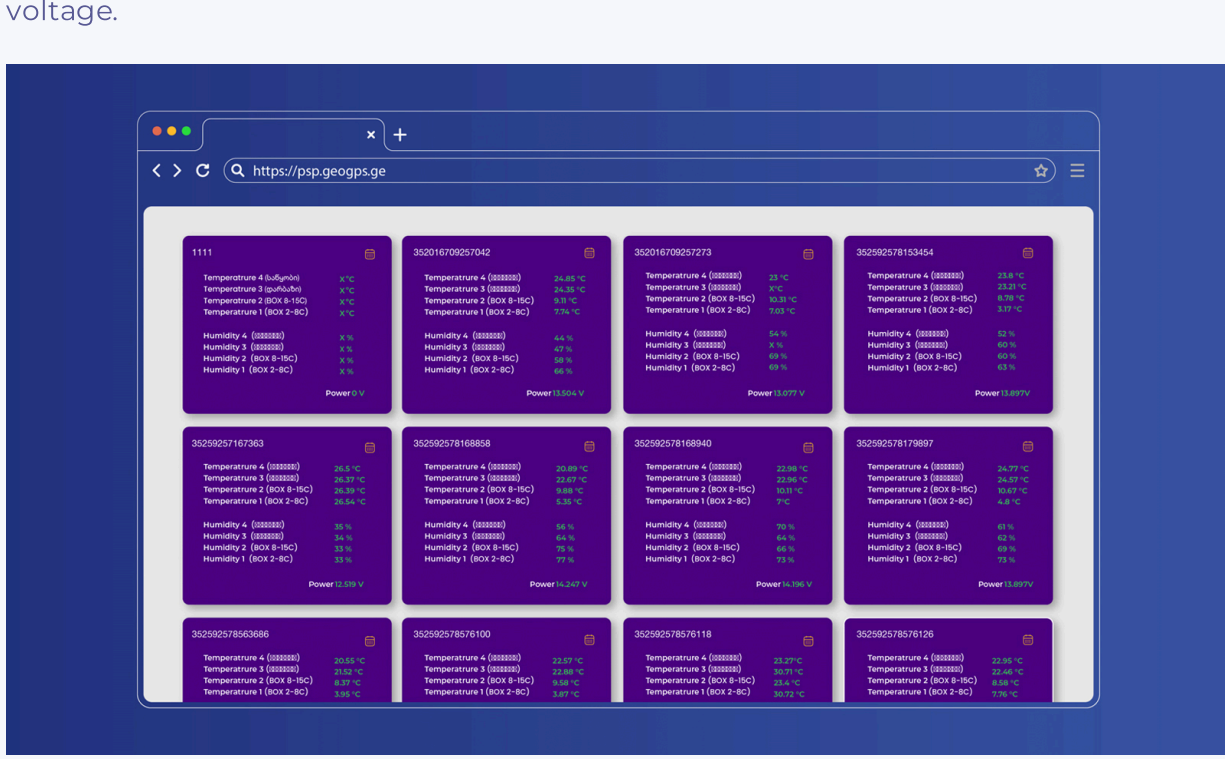 voltage.
https://psp.geogps.ge
1111
Temperatrure 4 (საწყობი) X°C
Temperatrure 3 (დარბაზი) X°C
Temperatrure 2 (BOX 8-15C) X°C
Temperatrure 1 (BOX 2-8C) X°C
Humidity 4 X %
Humidity 3 X %
Humidity 2 (BOX 8-15C) X %
Humidity 1 (BOX 2-8C) X %
Power 0 V
352016709257042
Temperatrure 4 24.85 °C
Temperatrure 3 24.35 °C
Temperatrure 2 (BOX 8-15C) 9.11 °C
Temperatrure 1 (BOX 2-8C) 7.74 °C
Humidity 4 44 %
Humidity 3 47 %
Humidity 2 (BOX 8-15C) 58 %
Humidity 1 (BOX 2-8C) 66 %
Power 13.504 V
352016709257273
Temperatrure 4 23 °C
Temperatrure 3 X°C
Temperatrure 2 (BOX 8-15C) 10.31 °C
Temperatrure 1 (BOX 2-8C) 7.03 °C
Humidity 4 54 %
Humidity 3 X %
Humidity 2 (BOX 8-15C) 69 %
Humidity 1 (BOX 2-8C) 69 %
Power 13.077 V
352592578153454
Temperatrure 4 23.8 °C
Temperatrure 3 23.21 °C
Temperatrure 2 (BOX 8-15C) 8.78 °C
Temperatrure 1 (BOX 2-8C) 3.17 °C
Humidity 4 52 %
Humidity 3 60 %
Humidity 2 (BOX 8-15C) 60 %
Humidity 1 (BOX 2-8C) 63 %
Power 13.897V
35259257167363
Temperatrure 4 26.5 °C
Temperatrure 3 26.37 °C
Temperatrure 2 (BOX 8-15C) 26.39 °C
Temperatrure 1 (BOX 2-8C) 26.54 °C
Humidity 4 35 %
Humidity 3 34 %
Humidity 2 (BOX 8-15C) 33 %
Humidity 1 (BOX 2-8C) 33 %
Power 12.519 V
352592578168858
Temperatrure 4 20.89 °C
Temperatrure 3 22.67 °C
Temperatrure 2 (BOX 8-15C) 9.88 °C
Temperatrure 1 (BOX 2-8C) 5.35 °C
Humidity 4 56 %
Humidity 3 64 %
Humidity 2 (BOX 8-15C) 75 %
Humidity 1 (BOX 2-8C) 77 %
Power 14.247 V
352592578168940
Temperatrure 4 22.98 °C
Temperatrure 3 22.96 °C
Temperatrure 2 (BOX 8-15C) 10.11 °C
Temperatrure 1 (BOX 2-8C) 7°C
Humidity 4 70 %
Humidity 3 64 %
Humidity 2 (BOX 8-15C) 66 %
Humidity 1 (BOX 2-8C) 73 %
Power 14.196 V
352592578179897
Temperatrure 4 24.77 °C
Temperatrure 3 24.57 °C
Temperatrure 2 (BOX 8-15C) 10.67 °C
Temperatrure 1 (BOX 2-8C) 4.8 °C
Humidity 4 61 %
Humidity 3 62 %
Humidity 2 (BOX 8-15C) 69 %
Humidity 1 (BOX 2-8C) 73 %
Power 13.897V
352592578563686
Temperatrure 4 20.55 °C
Temperatrure 3 21.52 °C
Temperatrure 2 (BOX 8-15C) 8.37 °C
Temperatrure 1 (BOX 2-8C) 3.95 °C
352592578576100
Temperatrure 4 22.57 °C
Temperatrure 3 22.88 °C
Temperatrure 2 (BOX 8-15C) 9.58 °C
Temperatrure 1 (BOX 2-8C) 3.87 °C
352592578576118
Temperatrure 4 23.27°C
Temperatrure 3 30.71 °C
Temperatrure 2 (BOX 8-15C) 23.4 °C
Temperatrure 1 (BOX 2-8C) 30.72 °C
352592578576126
Temperatrure 4 22.95 °C
Temperatrure 3 22.46 °C
Temperatrure 2 (BOX 8-15C) 8.58 °C
Temperatrure 1 (BOX 2-8C) 7.76 °C